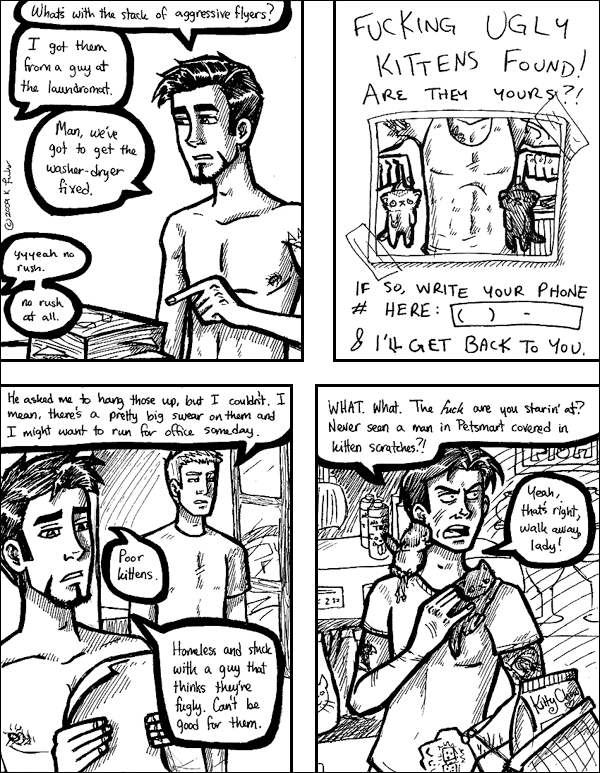 What's with the stack of aggressive flyers?
I got them
from a guy at
the laundromat.
Man, we've
got to get the
washer-dryer
fixed.
yyyeah no
rush.
no rush
at all.
FUCKING UGLY
KITTENS FOUND!
ARE THEY YOURS?!
IF SO, WRITE YOUR PHONE
# HERE: ( ) -
& I'LL GET BACK TO YOU.
He asked me to hang those up, but I couldn't. I
mean, there's a pretty big swear on them and
I might want to run for office someday.
Poor
kittens.
Homeless and stuck
with a guy that
thinks they're
fugly. Can't be
good for them.
WHAT. What. The fuck are you starin' at?
Never seen a man in Petsmart covered in
kitten scratches?!
Yeah,
that's right,
walk away,
lady!
Kitty Chow